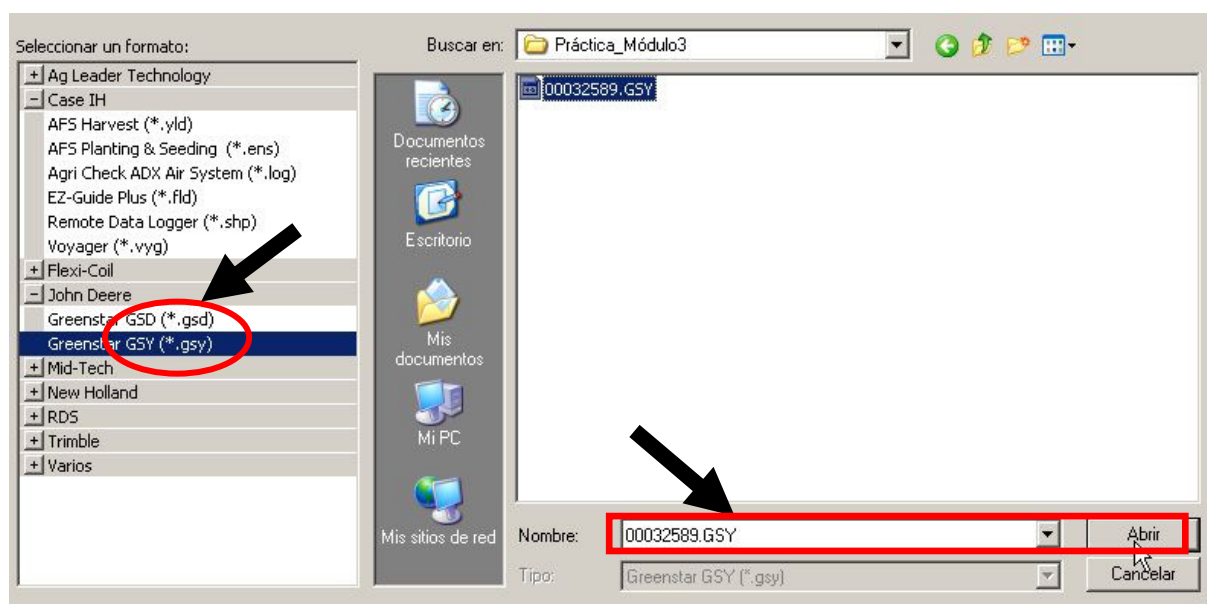 Seleccionar un formato:
+ Ag Leader Technology
- Case IH
AFS Harvest (*.yld)
AFS Planting & Seeding (*.ens)
Agri Check ADX Air System (*.log)
EZ-Guide Plus (*.fld)
Remote Data Logger (*.shp)
Voyager (*.vyg)
+ Flexi-Coil
- John Deere
Greenstar GSD (*.gsd)
Greenstar GSY (*.gsy)
+ Mid-Tech
+ New Holland
+ RDS
+ Trimble
+ Varios
Buscar en: Práctica_Módulo3
Documentos
recientes
Escritorio
Mis
documentos
Mi PC
Mis sitios de red
00032589.GSY
Nombre: 00032589.GSY Abrir
Tipo: Greenstar GSY (*.gsy) Cancelar